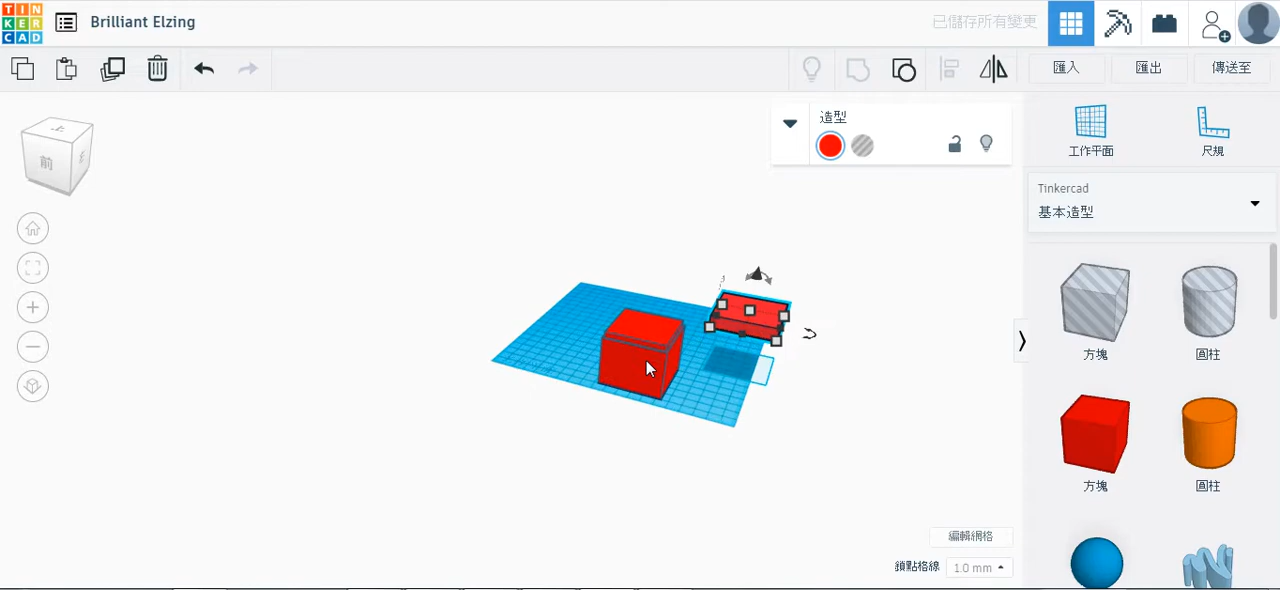 TIN
KER
CAD
Brilliant Elzing
已儲存所有變更
匯入
匯出
傳送至
上
前
造型
工作平面
尺規
Tinkercad
基本造型
方塊
圓柱
方塊
圓柱
編輯網格
鎖點格線
1.0 mm